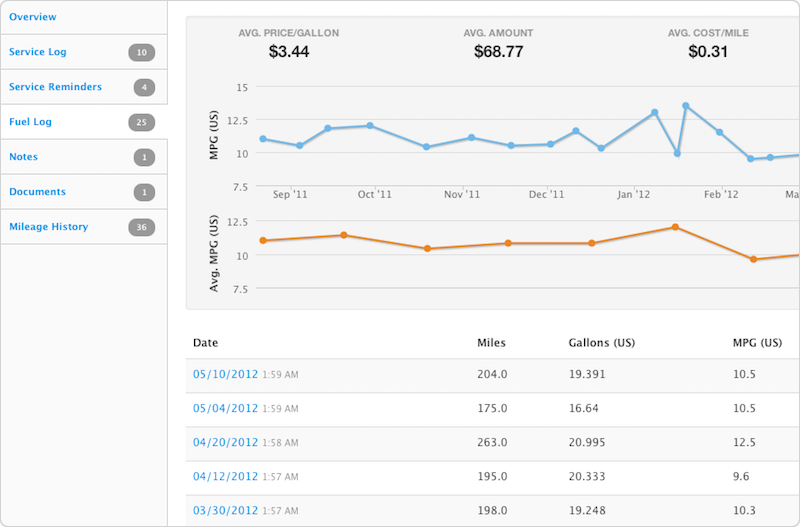 Overview
Service Log 10
Service Reminders 4
Fuel Log 25
Notes 1
Documents 1
Mileage History 36
AVG. PRICE/GALLON AVG. AMOUNT AVG. COST/MILE
$3.44 $68.77 $0.31
MPG (US)
15
12.5
10
7.5
Sep '11 Oct '11 Nov '11 Dec '11 Jan '12 Feb '12 Ma
Avg. MPG (US)
12.5
10
7.5
Date Miles Gallons (US) MPG (US)
05/10/2012 1:59 AM 204.0 19.391 10.5
05/04/2012 1:59 AM 175.0 16.64 10.5
04/20/2012 1:58 AM 263.0 20.995 12.5
04/12/2012 1:57 AM 195.0 20.333 9.6
03/30/2012 1:57 AM 198.0 19.248 10.3